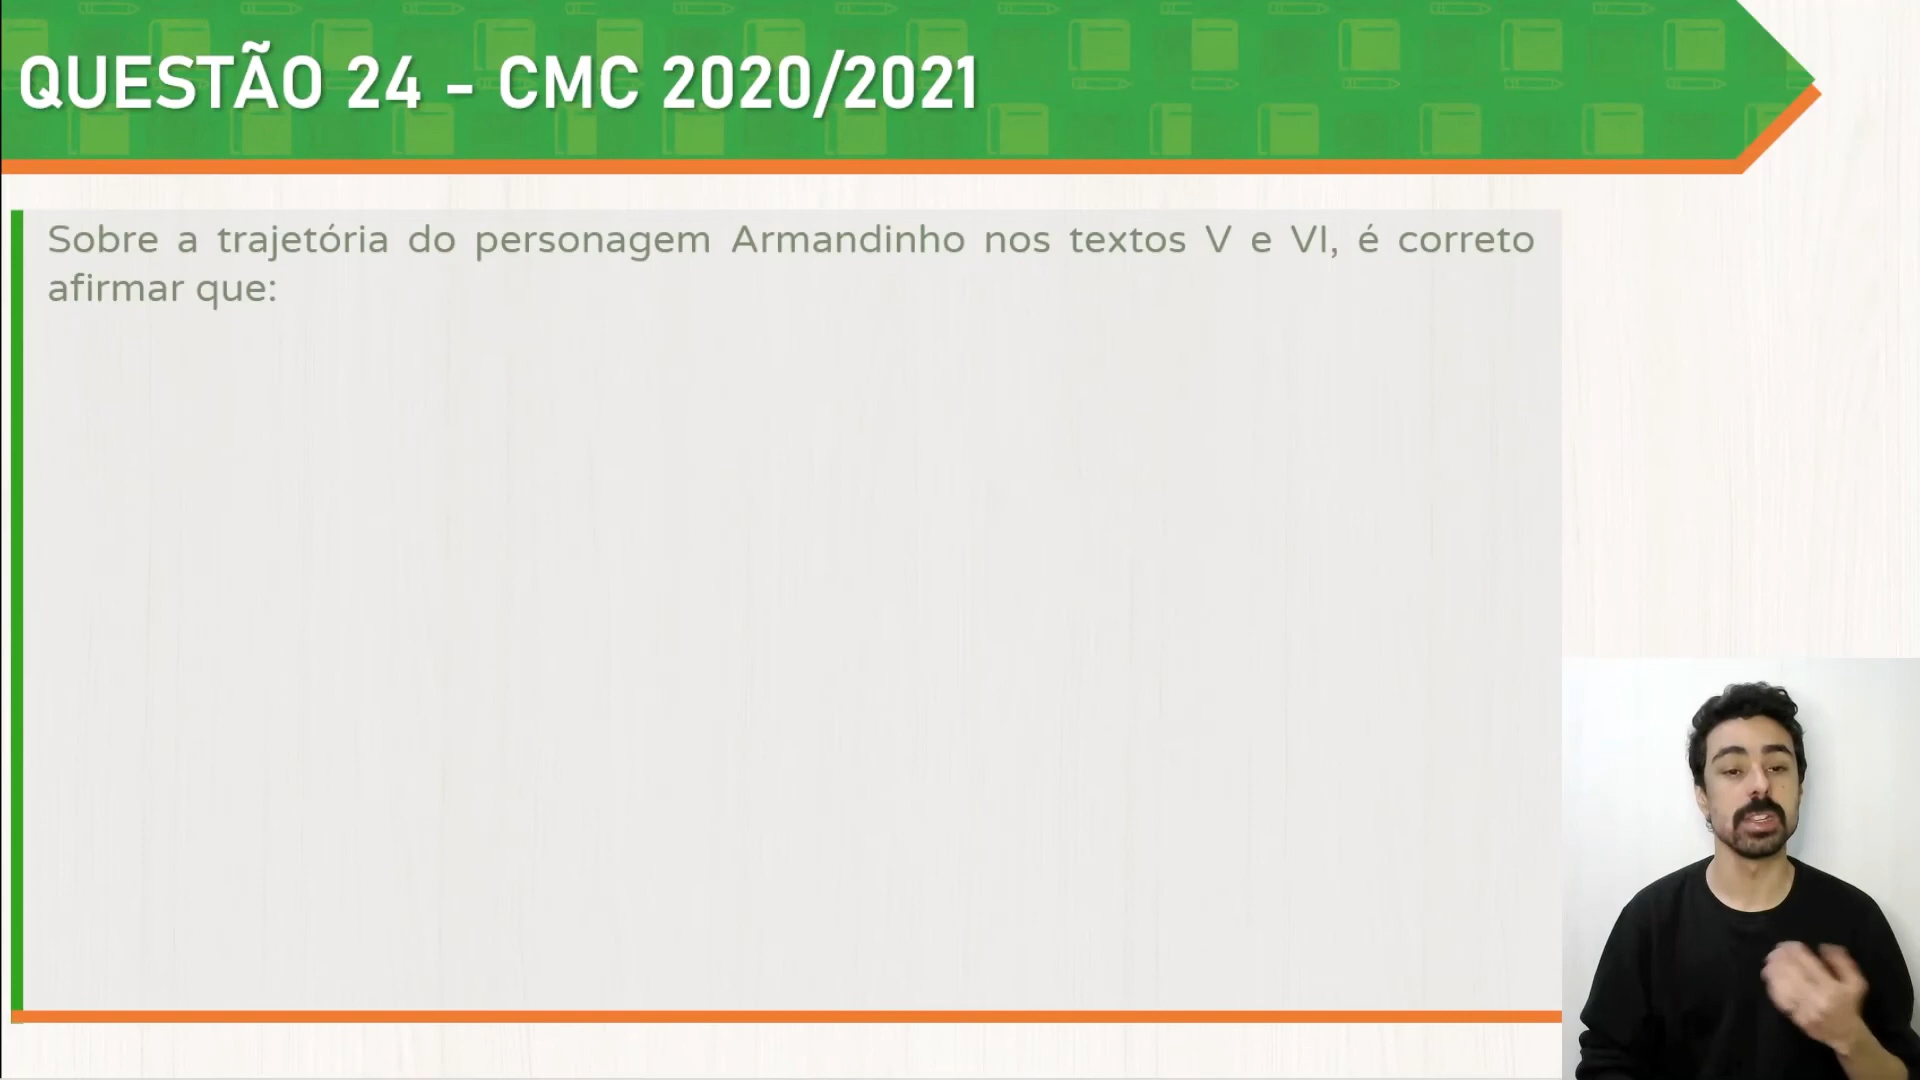 QUESTÃO 24 - CMC 2020/2021
Sobre a trajetória do personagem Armandinho nos textos V e VI, é correto
afirmar que: